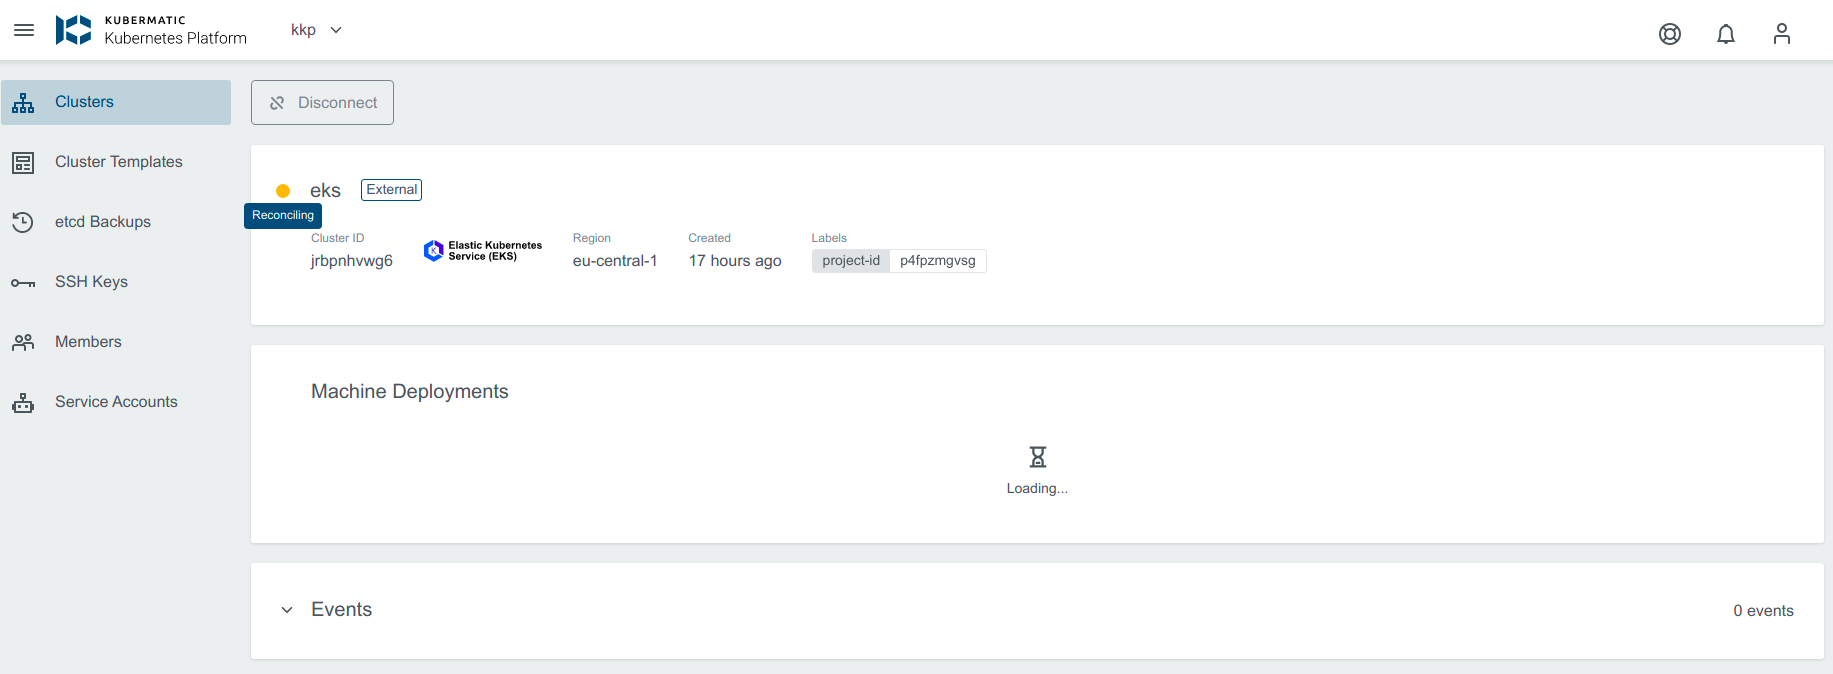 KUBERMATIC
Kubernetes Platform
kkp
Clusters
Disconnect
Cluster Templates
eks
External
Reconciling
etcd Backups
Cluster ID
Region
Created
Labels
jrbpnhvwg6
Elastic Kubernetes
Service (EKS)
eu-central-1
17 hours ago
project-id
p4fpzmgvsg
SSH Keys
Members
Machine Deployments
Service Accounts
Loading...
Events
0 events